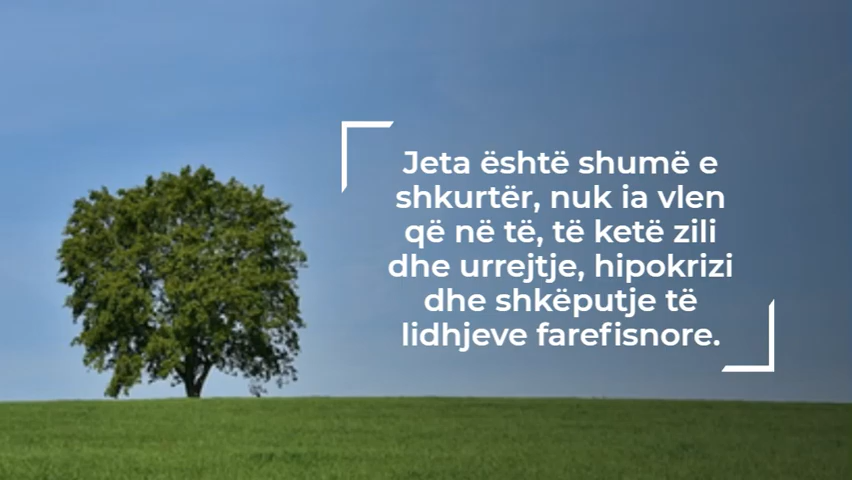 Jeta është shumë e
shkurtër, nuk ia vlen
që në të, të ketë zili
dhe urrejtje, hipokrizi
dhe shkëputje të
lidhjeve farefisnore.